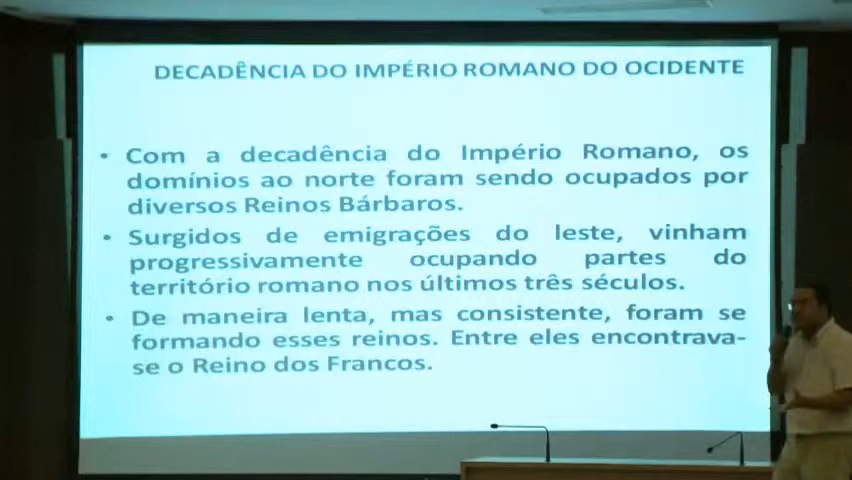 DECADÊNCIA DO IMPÉRIO ROMANO DO OCIDENTE
• Com a decadência do Império Romano, os
domínios ao norte foram sendo ocupados por
diversos Reinos Bárbaros.
• Surgidos de emigrações do leste, vinham
progressivamente ocupando partes do
território romano nos últimos três séculos.
• De maneira lenta, mas consistente, foram se
formando esses reinos. Entre eles encontrava-
se o Reino dos Francos.